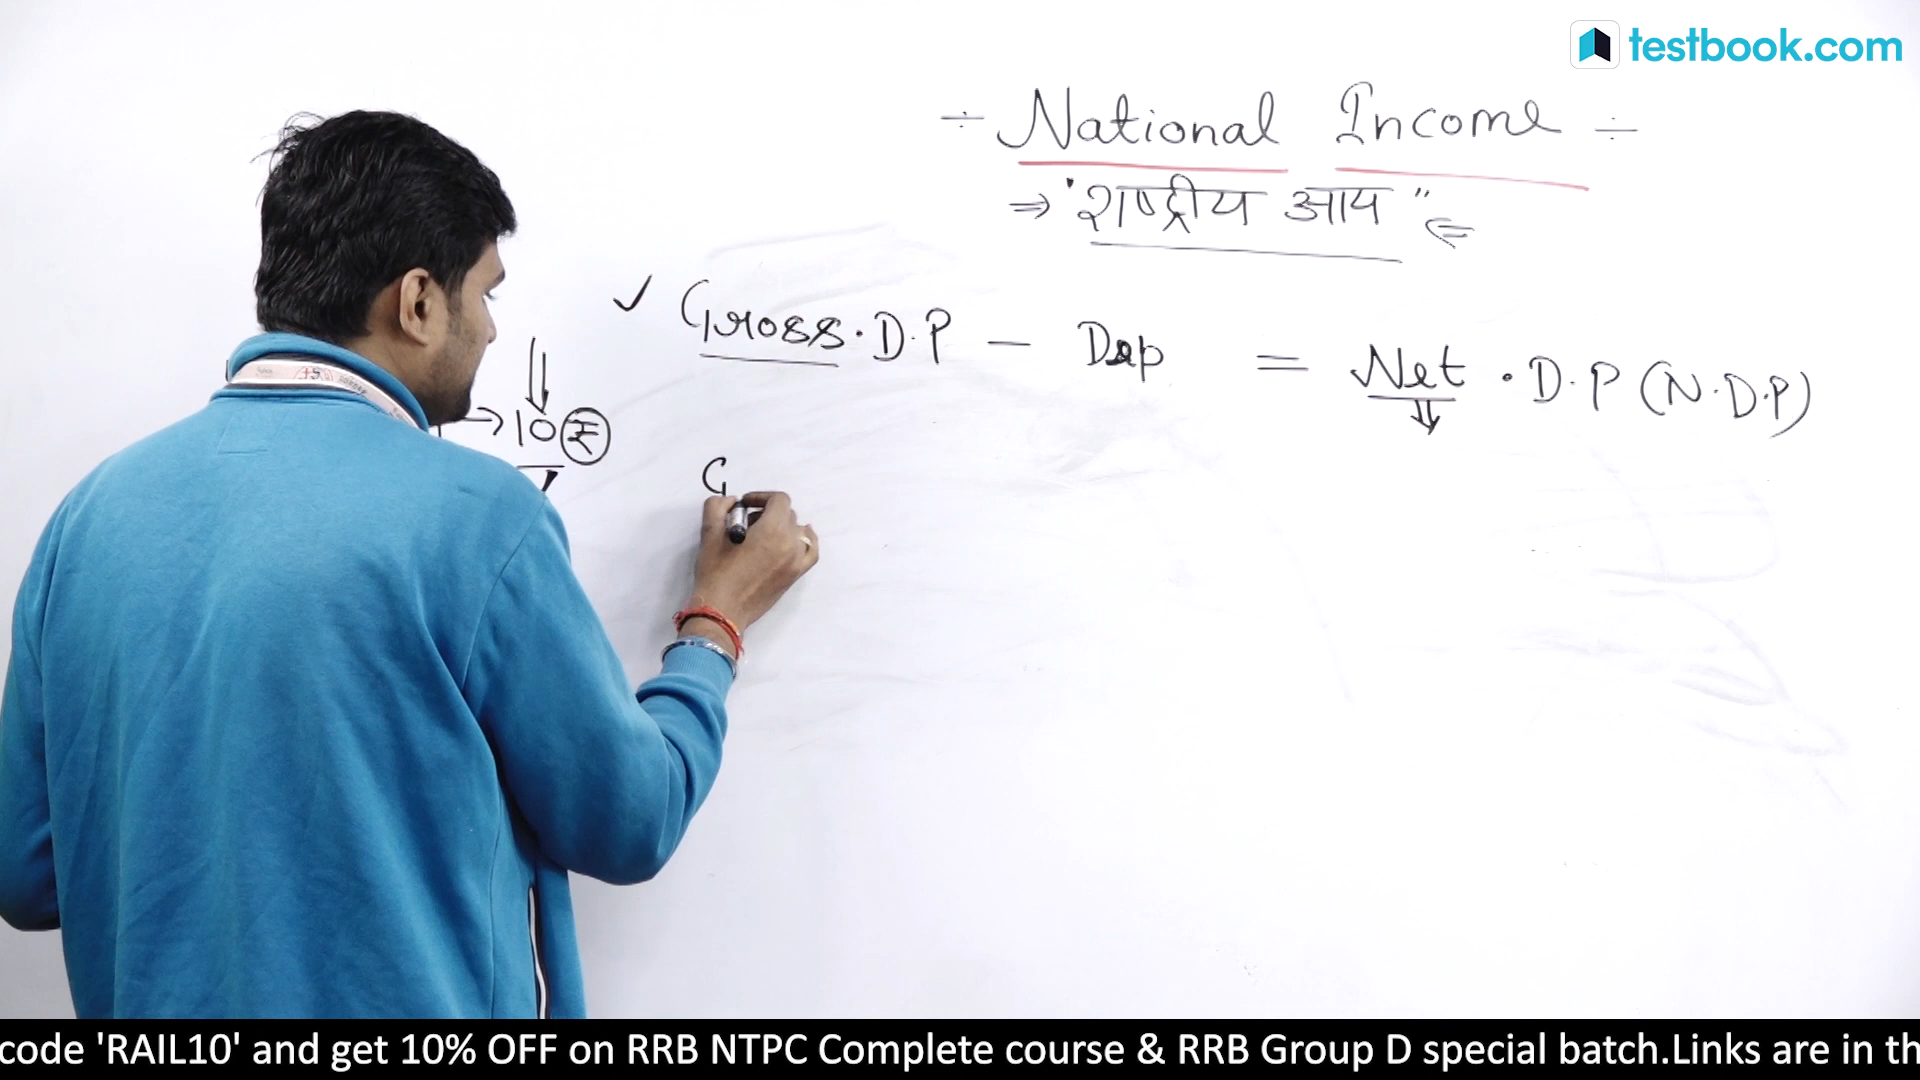 testbook.com
÷ National Income ÷
⇒ "राष्ट्रीय आय" ⇐
✓ Gross.D.P - Dep = Net.D.P (N.D.P)
→ 10 ₹
G
code 'RAIL10' and get 10% OFF on RRB NTPC Complete course & RRB Group D special batch.Links are in th